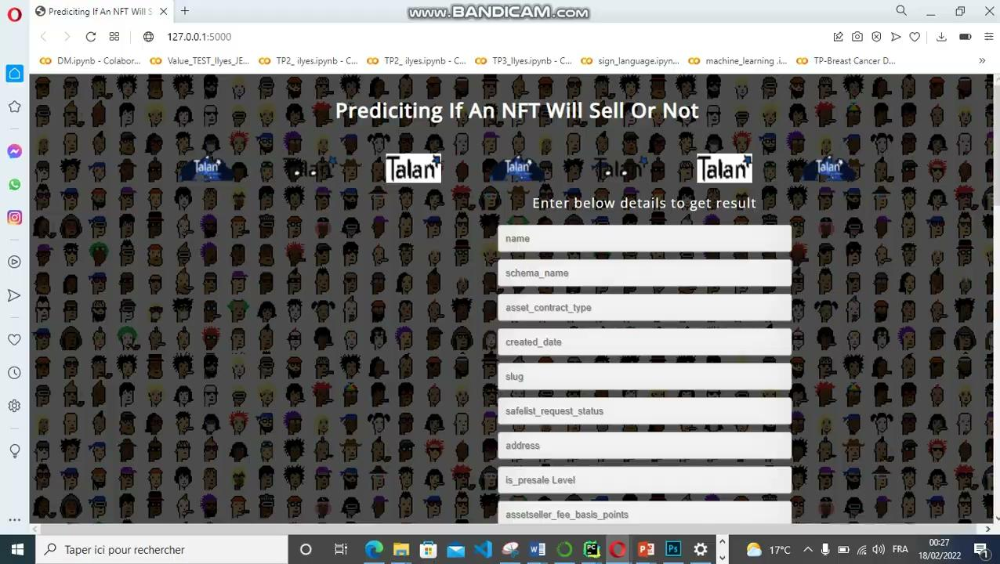 www.BANDICAM.com
Prediciting If An NFT Will S
127.0.0.1:5000
DM.ipynb - Colabor...
Value_TEST_Ilyes_JE...
TP2_ ilyes.ipynb - C...
TP2_ ilyes.ipynb - C...
TP3_Ilyes.ipynb - C...
sign_language.ipyn...
machine_learning .i...
TP-Breast Cancer D...
Prediciting If An NFT Will Sell Or Not
Talan Talan Talan Talan Talan Talan Talan
Enter below details to get result
name
schema_name
asset_contract_type
created_date
slug
safelist_request_status
address
is_presale Level
assetseller_fee_basis_points
Taper ici pour rechercher
17°C
FRA
00:27
18/02/2022